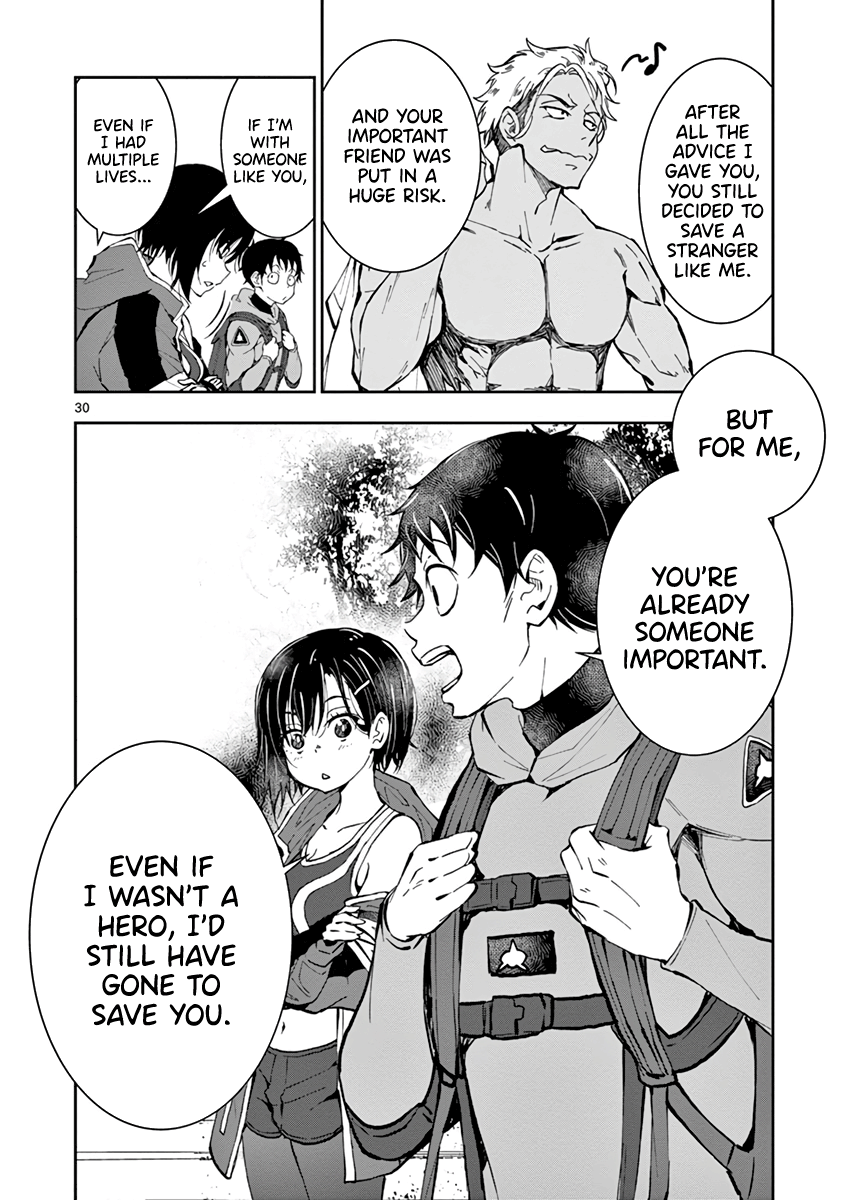 AFTER
ALL THE
ADVICE I
GAVE YOU,
YOU STILL
DECIDED TO
SAVE A
STRANGER
LIKE ME.
AND YOUR
IMPORTANT
FRIEND WAS
PUT IN A
HUGE RISK.
IF I'M
WITH
SOMEONE
LIKE YOU,
EVEN IF
I HAD
MULTIPLE
LIVES...
30
BUT
FOR ME,
YOU'RE
ALREADY
SOMEONE
IMPORTANT.
EVEN IF
I WASN'T A
HERO, I'D
STILL HAVE
GONE TO
SAVE YOU.